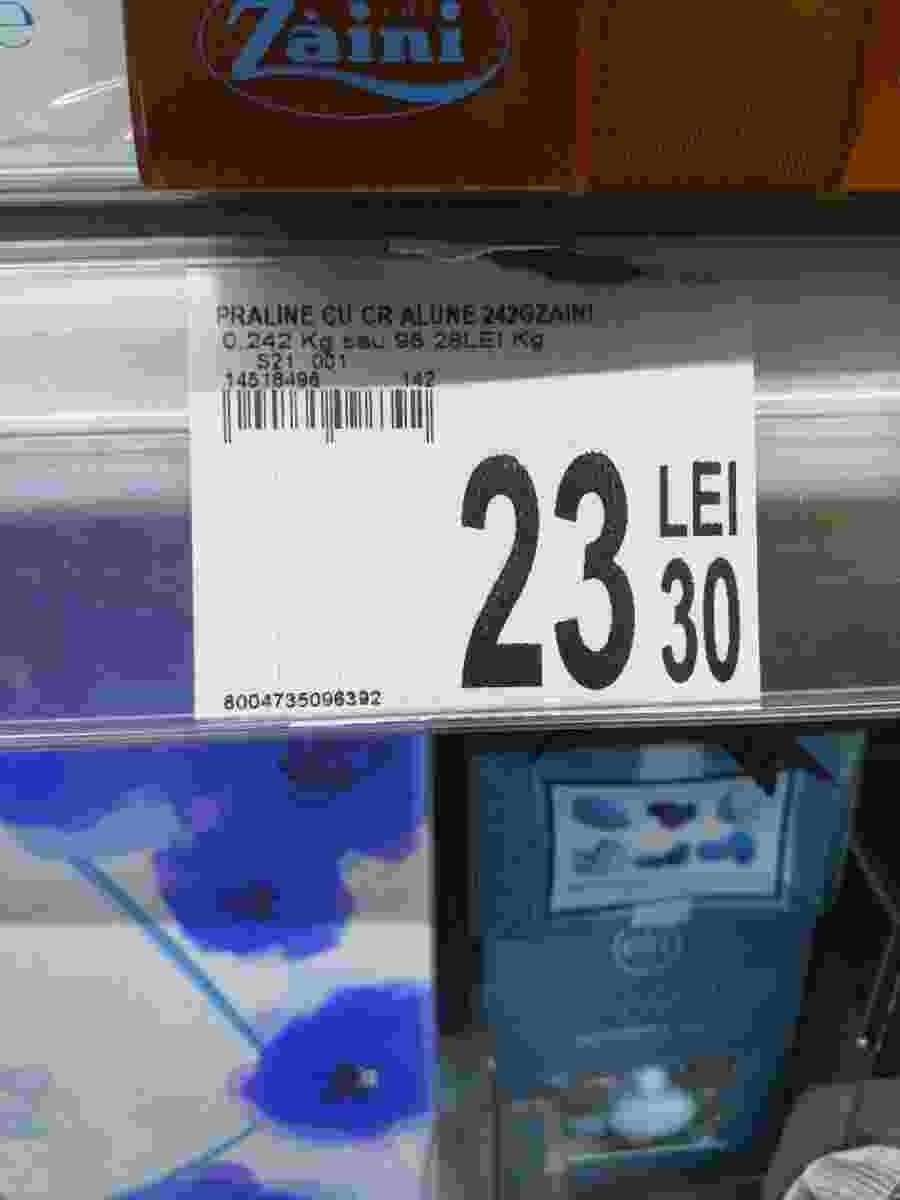 Zàini
PRALINE CU CR ALUNE 242GZAINI
0.242 Kg sau 96 28LEI Kg
S21 001
14518496 142
23 LEI
30
8004735096392